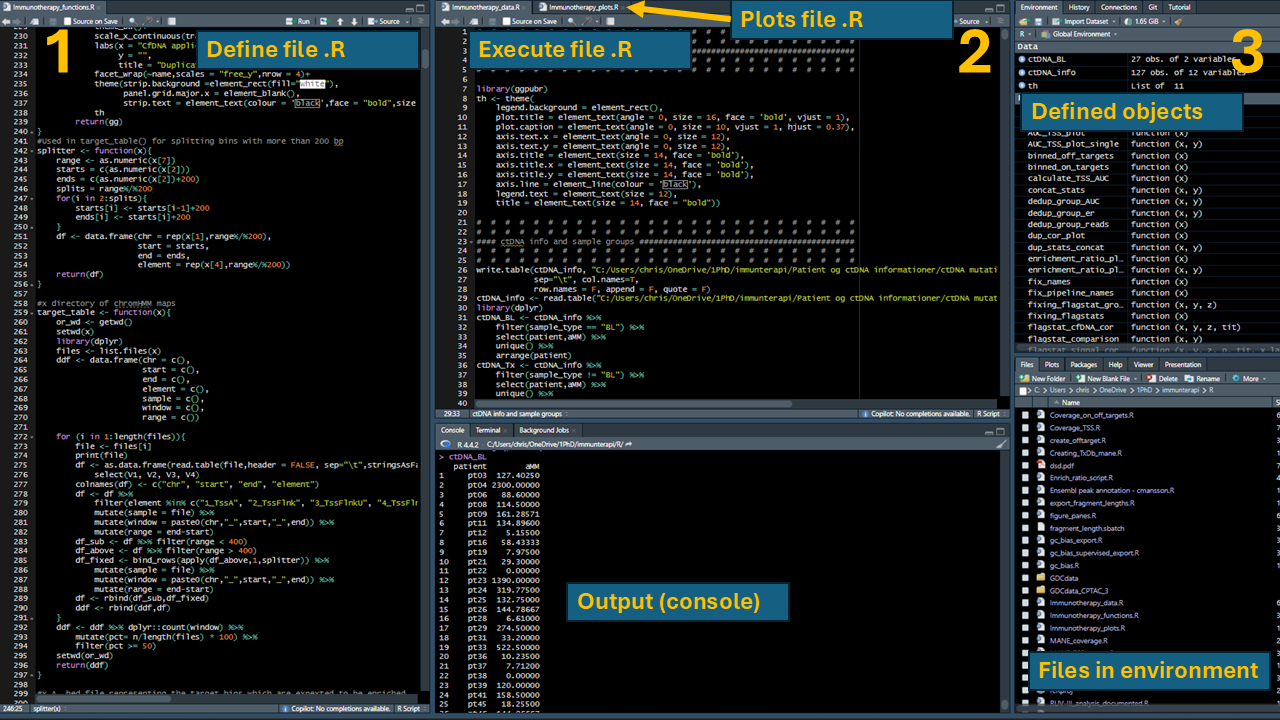 Immunotherapy_functions.R ×
Source on Save
Run
Source
1
Define file .R
230 scale_x_continuous(tra
231 labs(x = "CfDNA appli
232 y = "",
233 title = "Duplic
234 facet_wrap(~name,scales = "free_y",nrow = 4)+
235 theme(strip.background =element_rect(fill="white"),
236 panel.grid.major.x = element_blank(),
237 strip.text = element_text(colour = 'black',face = "bold",size
238 th
239 return(gg)
240 }
241 #Used in target_table() for splitting bins with more than 200 bp
242 splitter <- function(x){
243 range <- as.numeric(x[7])
244 starts = c(as.numeric(x[2]))
245 ends = c(as.numeric(x[2])+200)
246 splits = range%/%200
247 for(i in 2:splits){
248 starts[i] <- starts[i-1]+200
249 ends[i] <- starts[i]+200
250 }
251 df <- data.frame(chr = rep(x[1],range%/%200),
252 start = starts,
253 end = ends,
254 element = rep(x[4],range%/%200))
255 return(df)
256 }
257
258 #x directory of chromHMM maps
259 target_table <- function(x){
260 or_wd <- getwd()
261 setwd(x)
262 library(dplyr)
263 files <- list.files(x)
264 ddf <- data.frame(chr = c(),
265 start = c(),
266 end = c(),
267 element = c(),
268 sample = c(),
269 window = c(),
270 range = c())
271
272 for (i in 1:length(files)){
273 file <- files[i]
274 print(file)
275 df <- as.data.frame(read.table(file,header = FALSE, sep="\t",stringsAsFa
276 select(V1, V2, V3, V4)
277 colnames(df) <- c("chr", "start", "end", "element")
278 df <- df %>%
279 filter(element %in% c("1_TssA", "2_TssFlnk", "3_TssFlnkU", "4_TssFl
280 mutate(sample = file) %>%
281 mutate(window = paste0(chr,"_",start,"_",end)) %>%
282 mutate(range = end-start)
283 df_sub <- df %>% filter(range < 400)
284 df_above <- df %>% filter(range > 400)
285 df_fixed <- bind_rows(apply(df_above,1,splitter)) %>%
286 mutate(sample = file) %>%
287 mutate(window = paste0(chr,"_",start,"_",end)) %>%
288 mutate(range = end-start)
289 df <- rbind(df_sub,df_fixed)
290 ddf <- rbind(ddf,df)
291 }
292 ddf <- ddf %>% dplyr::count(window) %>%
293 mutate(pct= n/length(files) * 100) %>%
294 filter(pct >= 50)
295 setwd(or_wd)
296 return(ddf)
297 }
298
299
246:25 splitter(x) Copilot: No completions available. R Script
Immunotherapy_data.R × Immunotherapy_plots.R ×
Source on Save
Source
Plots file .R
Execute file .R
2
1
2
3
4
5
6
7 library(ggpubr)
8 th <- theme(
9 legend.background = element_rect(),
10 plot.title = element_text(angle = 0, size = 16, face = 'bold', vjust = 1),
11 plot.caption = element_text(angle = 0, size = 10, vjust = 1, hjust = 0.37),
12 axis.text.x = element_text(angle = 0, size = 12),
13 axis.text.y = element_text(angle = 0, size = 12),
14 axis.title = element_text(size = 14, face = 'bold'),
15 axis.title.x = element_text(size = 14, face = 'bold'),
16 axis.title.y = element_text(size = 14, face = 'bold'),
17 axis.line = element_line(colour = 'black'),
18 legend.text = element_text(size = 12),
19 title = element_text(size = 14, face = "bold"))
20
21
22
23 #### ctDNA info and sample groups ####
24
25
26 write.table(ctDNA_info, "C:/Users/chris/OneDrive/1PhD/immunterapi/Patient og ctDNA informationer/ctDNA mutati
27 sep="\t", col.names=T,
28 row.names = F, append = F, quote = F)
29 ctDNA_info <- read.table("C:/Users/chris/OneDrive/1PhD/immunterapi/Patient og ctDNA informationer/ctDNA mutat
30 library(dplyr)
31 ctDNA_BL <- ctDNA_info %>%
32 filter(sample_type == "BL") %>%
33 select(patient,aMM) %>%
34 unique() %>%
35 arrange(patient)
36 ctDNA_Tx <- ctDNA_info %>%
37 filter(sample_type != "BL") %>%
38 select(patient,aMM) %>%
39 unique() %>%
40
29:33 ctDNA info and sample groups Copilot: No completions available. R Script
Console Terminal × Background Jobs ×
R 4.4.2 · C:/Users/chris/OneDrive/1PhD/immunterapi/R/
> ctDNA_BL
patient aMM
1 pt03 127.40250
2 pt04 2300.00000
3 pt06 88.60000
4 pt08 114.50000
5 pt09 161.28571
6 pt11 134.89600
7 pt12 5.15500
8 pt16 58.43333
9 pt19 7.97500
10 pt21 29.30000
11 pt22 0.00000
12 pt23 1390.00000
13 pt24 319.77500
14 pt25 132.75000
15 pt26 144.78667
16 pt28 6.61000
17 pt29 274.50000
18 pt31 33.20000
19 pt33 522.50000
20 pt36 10.23500
21 pt37 7.71200
22 pt38 0.00000
23 pt39 120.00000
24 pt41 158.50000
25 pt45 18.25500
Output (console)
Environment History Connections Git Tutorial
Import Dataset 1.65 GiB
R Global Environment
3
Data
ctDNA_BL 27 obs. of 2 variables
ctDNA_info 127 obs. of 12 variables
th List of 11
Defined objects
AUC_TSS_plot
AUC_TSS_plot_single function (x, y)
binned_off_targets function (x)
binned_on_targets function (x)
calculate_TSS_AUC function (x)
concat_stats function (x, y)
dedup_group_AUC function (x, y)
dedup_group_er function (x, y)
dedup_group_reads function (x)
dup_cor_plot function (x)
dup_stats_concat function (x, y)
enrichment_ratio_pl… function (x)
enrichment_ratio_pl… function (x, y)
fix_names function (x)
fix_pipeline_names function (x)
fixing_flagstat_gro… function (x, y, z)
fixing_flagstats function (x)
flagstat_cfDNA_cor function (x, y, z, tit)
flagstat_comparison function (x, y)
Files Plots Packages Help Viewer Presentation
New Folder New Blank File Delete Rename More
C: Users chris OneDrive 1PhD immunterapi R
Name
Coverage_on_off_targets.R
Coverage_TSS.R
create_offtarget.R
Creating_TxDb_mane.R
dsd.pdf
Enrich_ratio_script.R
Ensembl peak annotation - cmansson.R
export_fragment_lengths.R
figure_panes.R
fragment_length.sbatch
gc_bias_export.R
gc_bias_supervised_export.R
gc_bias.R
GDCdata
GDCdata_CPTAC_3
Immunotherapy_data.R
Immunotherapy_functions.R
Immunotherapy_plots.R
MANE_coverage.R
Files in environment
RUV_III_analysis_documented.R